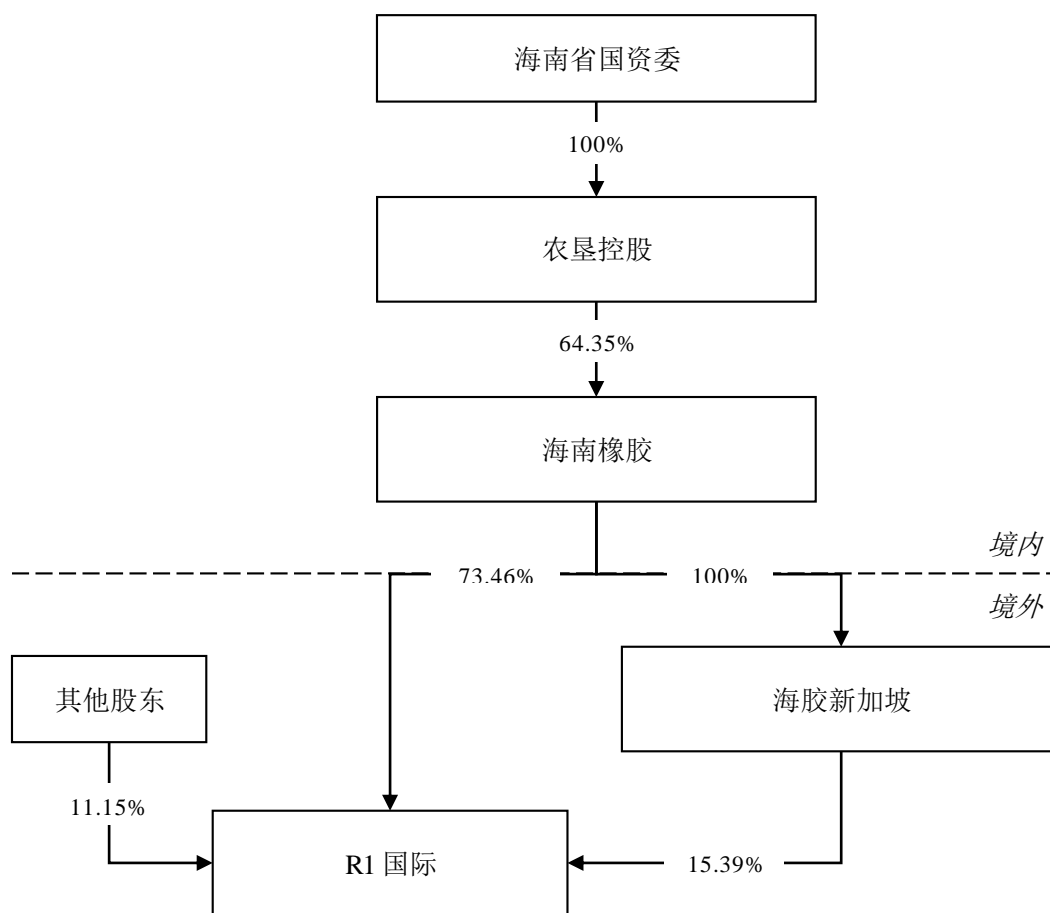 海南省国资委
100%
农垦控股
64.35%
海南橡胶
境内
73.46%
100%
境外
其他股东
海胶新加坡
11.15%
R1 国际
15.39%